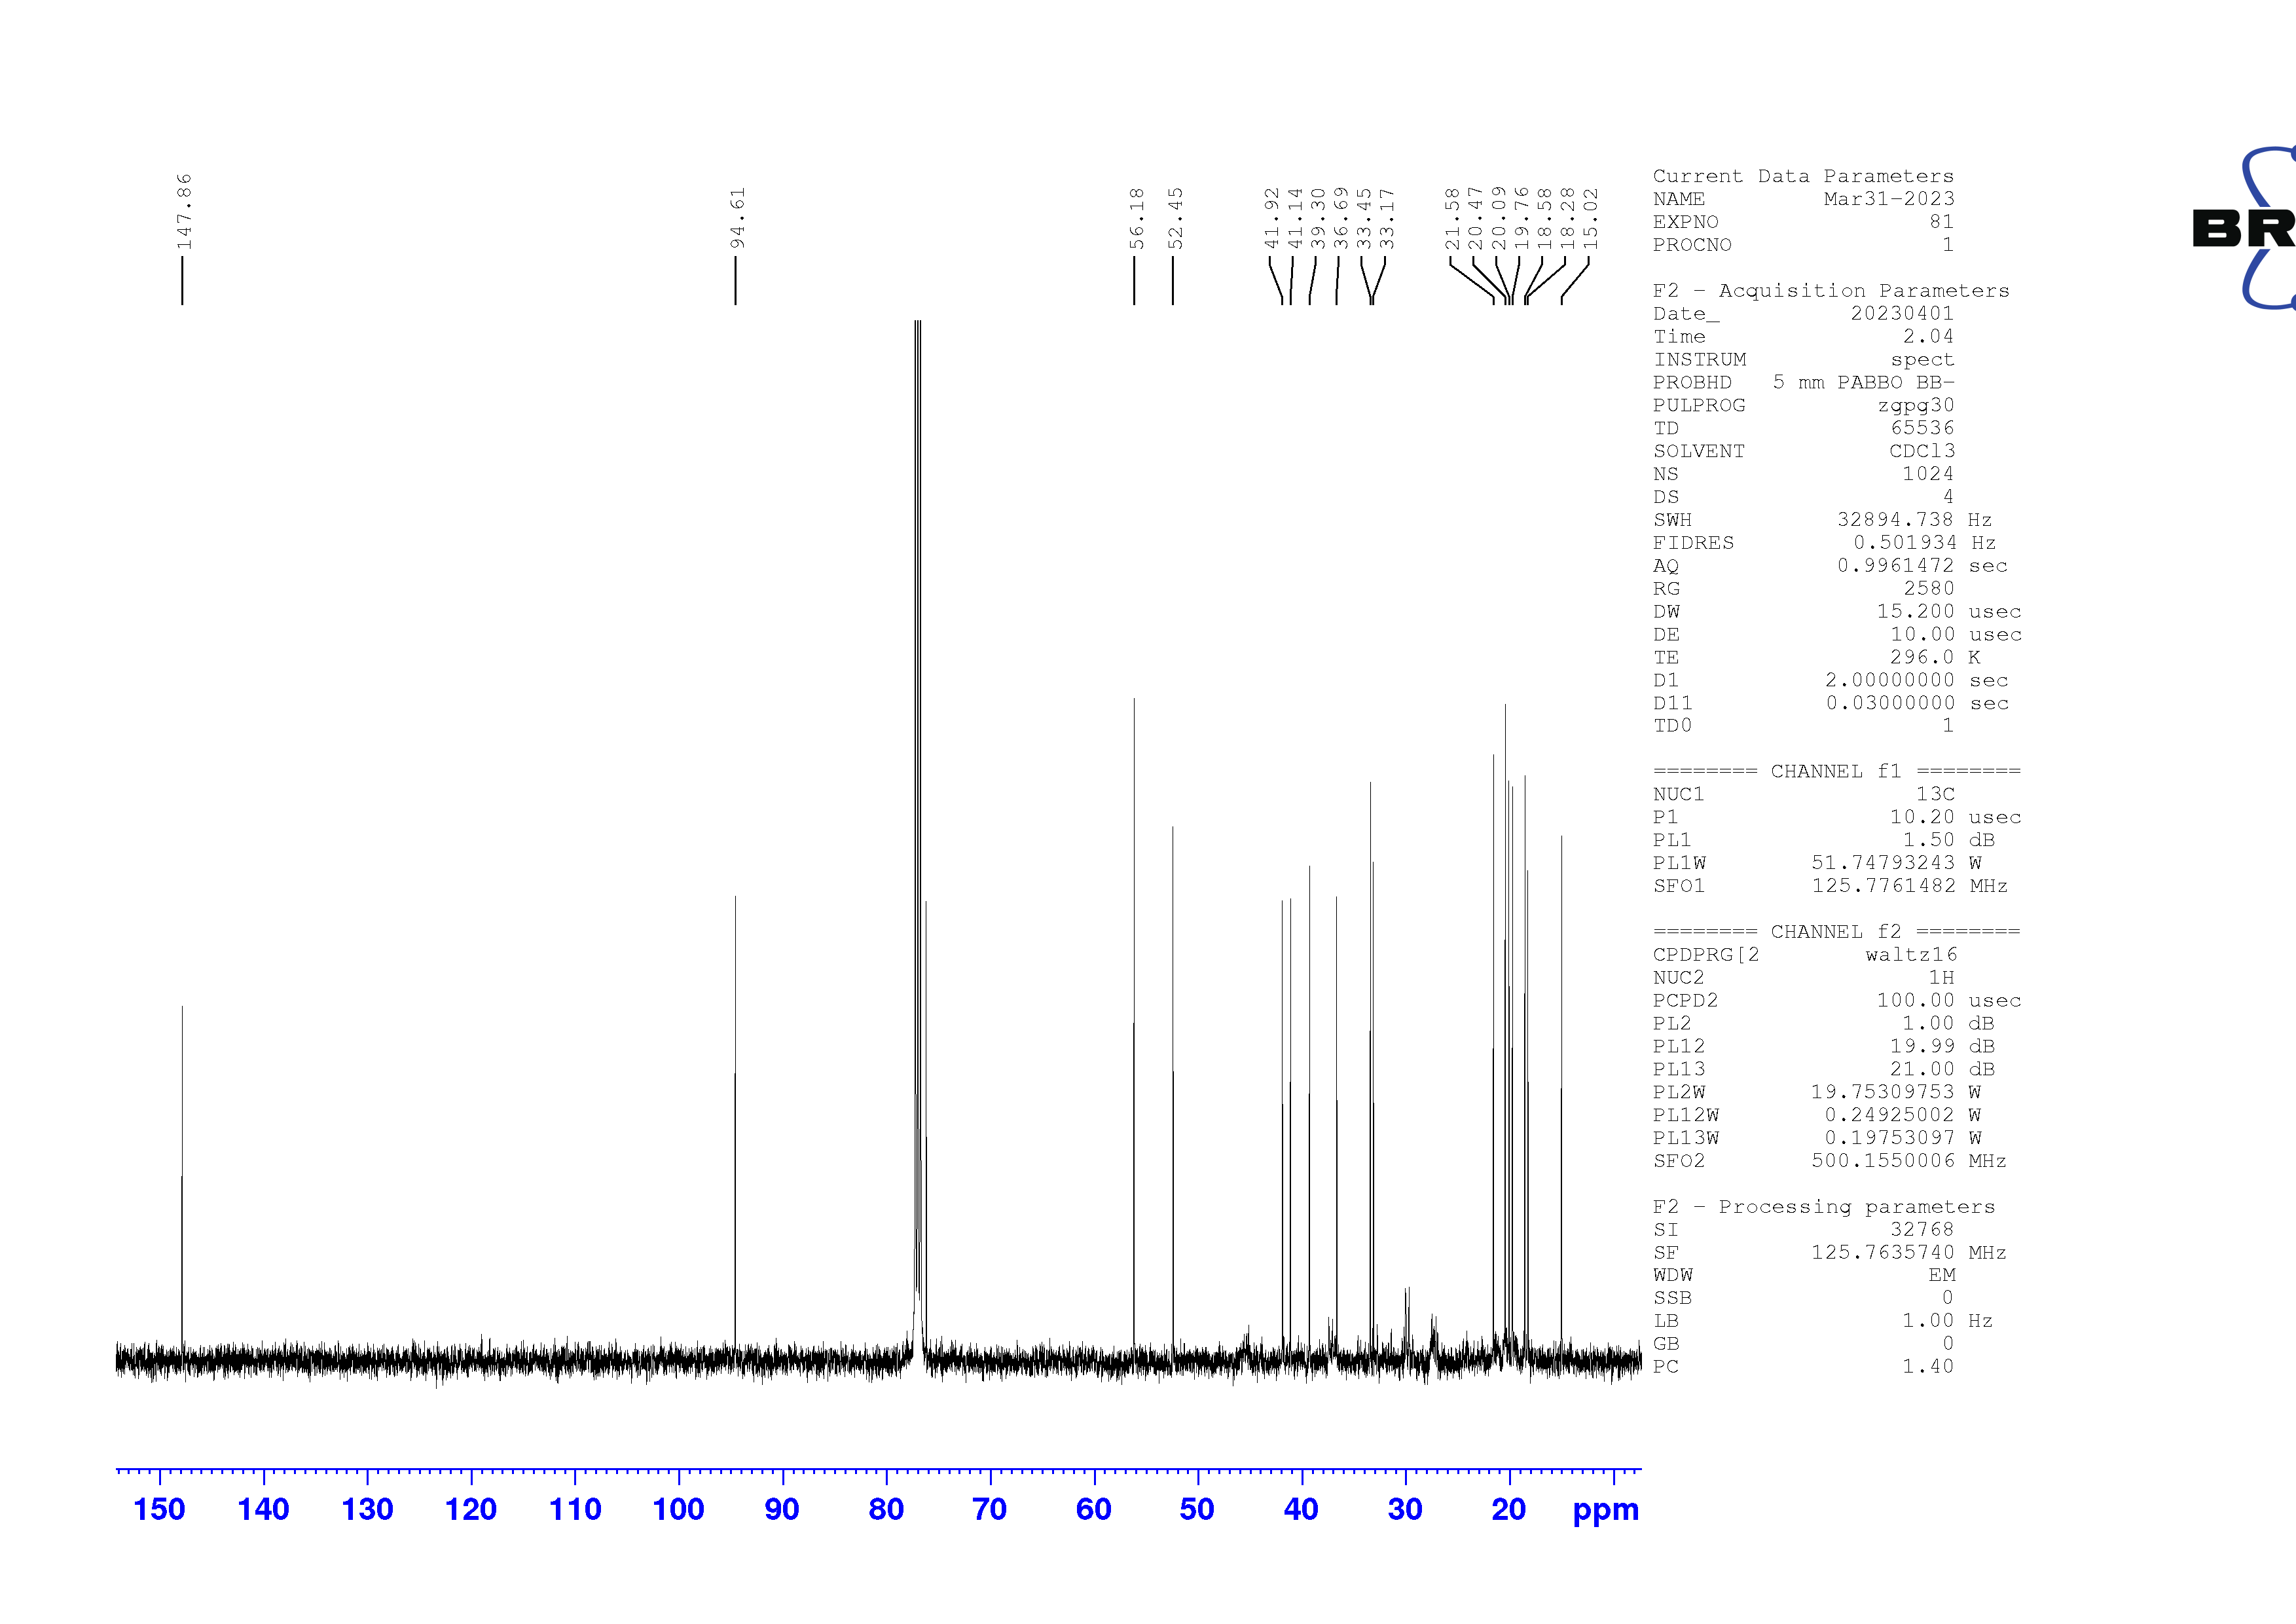 147.86
94.61
56.18
52.45
41.92
41.14
39.30
36.69
33.45
33.17
21.58
20.47
20.09
19.76
18.58
18.28
15.02
Current Data Parameters
NAME Mar31-2023
EXPNO 81
PROCNO 1
F2 - Acquisition Parameters
Date_ 20230401
Time 2.04
INSTRUM spect
PROBHD 5 mm PABBO BB-
PULPROG zgpg30
TD 65536
SOLVENT CDCl3
NS 1024
DS 4
SWH 32894.738 Hz
FIDRES 0.501934 Hz
AQ 0.9961472 sec
RG 2580
DW 15.200 usec
DE 10.00 usec
TE 296.0 K
D1 2.00000000 sec
D11 0.03000000 sec
TD0 1
======== CHANNEL f1 ========
NUC1 13C
P1 10.20 usec
PL1 1.50 dB
PL1W 51.74793243 W
SFO1 125.7761482 MHz
======== CHANNEL f2 ========
CPDPRG[2 waltz16
NUC2 1H
PCPD2 100.00 usec
PL2 1.00 dB
PL12 19.99 dB
PL13 21.00 dB
PL2W 19.75309753 W
PL12W 0.24925002 W
PL13W 0.19753097 W
SFO2 500.1550006 MHz
F2 - Processing parameters
SI 32768
SF 125.7635740 MHz
WDW EM
SSB 0
LB 1.00 Hz
GB 0
PC 1.40
BR
150 140 130 120 110 100 90 80 70 60 50 40 30 20 ppm